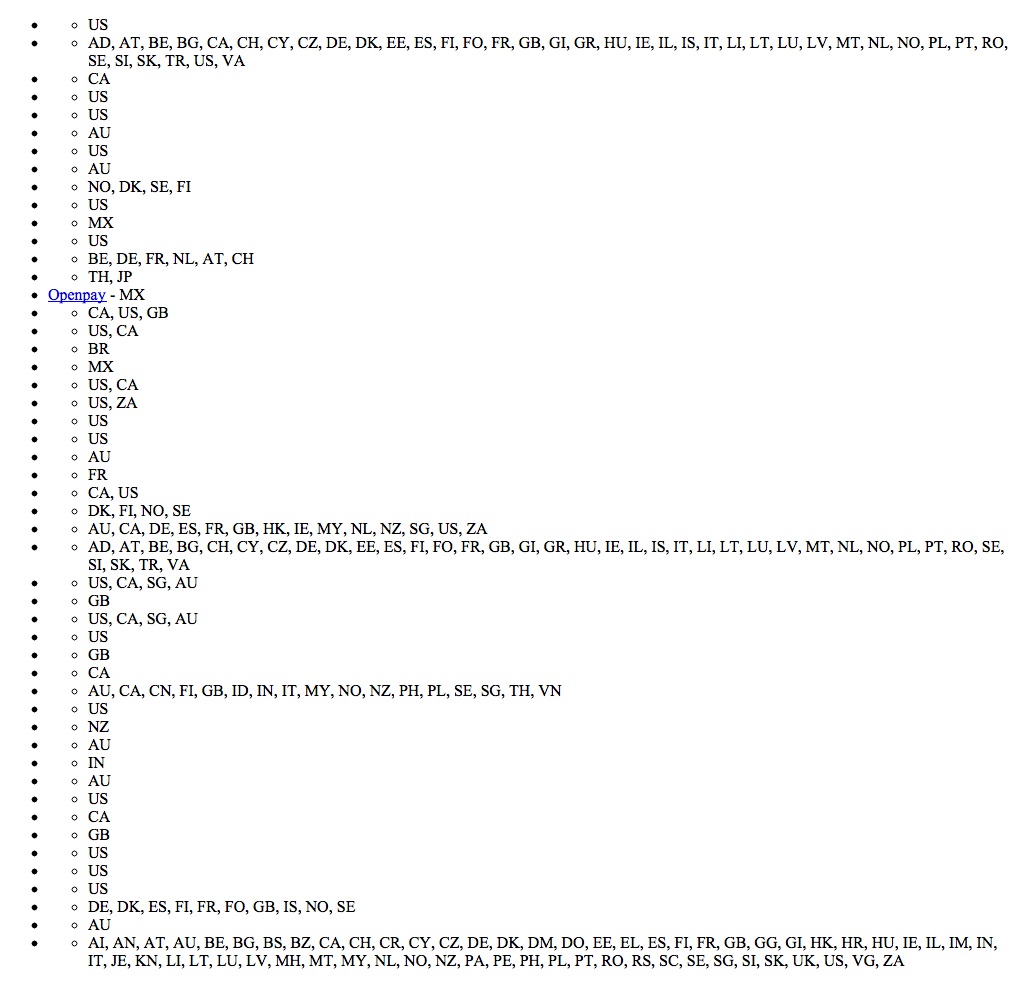 US
AD, AT, BE, BG, CA, CH, CY, CZ, DE, DK, EE, ES, FI, FO, FR, GB, GI, GR, HU, IE, IL, IS, IT, LI, LT, LU, LV, MT, NL, NO, PL, PT, RO,
SE, SI, SK, TR, US, VA
CA
US
US
AU
US
AU
NO, DK, SE, FI
US
MX
US
BE, DE, FR, NL, AT, CH
TH, JP
Openpay - MX
CA, US, GB
US, CA
BR
MX
US, CA
US, ZA
US
US
AU
FR
CA, US
DK, FI, NO, SE
AU, CA, DE, ES, FR, GB, HK, IE, MY, NL, NZ, SG, US, ZA
AD, AT, BE, BG, CH, CY, CZ, DE, DK, EE, ES, FI, FO, FR, GB, GI, GR, HU, IE, IL, IS, IT, LI, LT, LU, LV, MT, NL, NO, PL, PT, RO, SE,
SI, SK, TR, VA
US, CA, SG, AU
GB
US, CA, SG, AU
US
GB
CA
AU, CA, CN, FI, GB, ID, IN, IT, MY, NO, NZ, PH, PL, SE, SG, TH, VN
US
NZ
AU
IN
AU
US
CA
GB
US
US
US
DE, DK, ES, FI, FR, FO, GB, IS, NO, SE
AU
AI, AN, AT, AU, BE, BG, BS, BZ, CA, CH, CR, CY, CZ, DE, DK, DM, DO, EE, EL, ES, FI, FR, GB, GG, GI, HK, HR, HU, IE, IL, IM, IN,
IT, JE, KN, LI, LT, LU, LV, MH, MT, MY, NL, NO, NZ, PA, PE, PH, PL, PT, RO, RS, SC, SE, SG, SI, SK, UK, US, VG, ZA